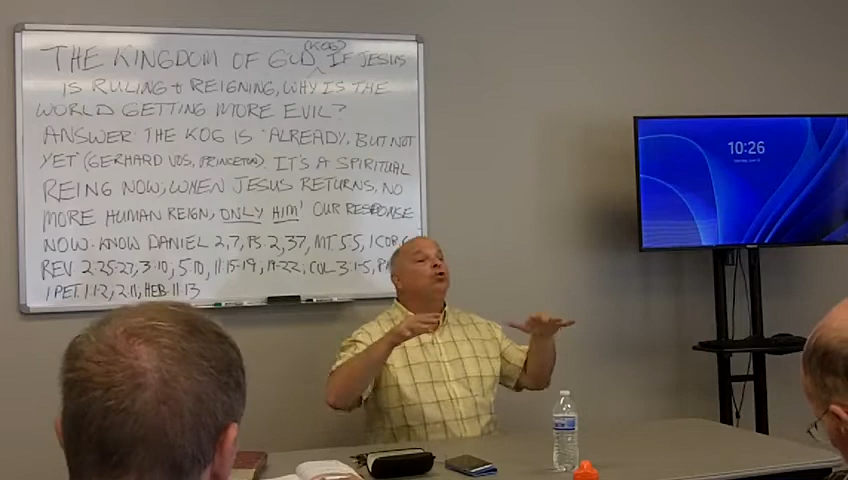 THE KINGDOM OF GOD (KOG) IF JESUS
IS RULING + REIGNING, WHY IS THE
WORLD GETTING MORE EVIL?
ANSWER: THE KOG IS "ALREADY, BUT NOT
YET" (GERHARD VOS, PRINCETON). IT'S A SPIRITUAL
REING NOW, WHEN JESUS RETURNS, NO
MORE HUMAN REIGN, ONLY HIM! OUR RESPONSE
NOW: KNOW DANIEL 2,7, PS. 2, 37, MT. 5:5, I COR.
REV. 2:25-27, 3:10, 5:10, 11:15-19, 19-22; COL. 3:1-5,
I PET. 1:1-2, 2:11, HEB. 11:13
10:26